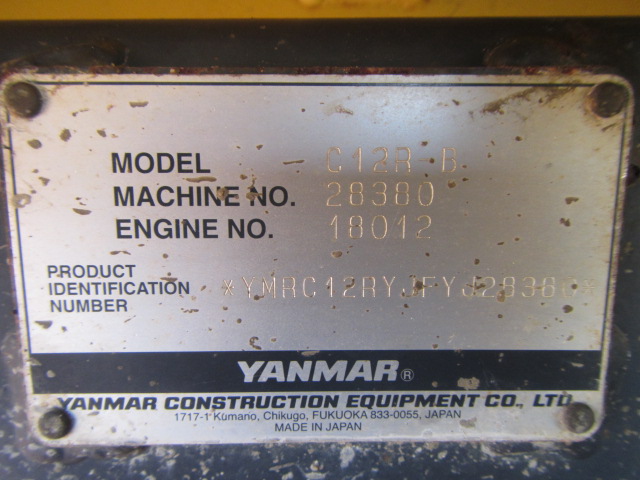 MODEL C12R-B
MACHINE NO. 28380
ENGINE NO. 18012
PRODUCT IDENTIFICATION NUMBER *YMRC12RYJFYJ28380*
YANMAR®
YANMAR CONSTRUCTION EQUIPMENT CO., LTD.
1717-1 Kumano, Chikugo, FUKUOKA 833-0055, JAPAN
MADE IN JAPAN